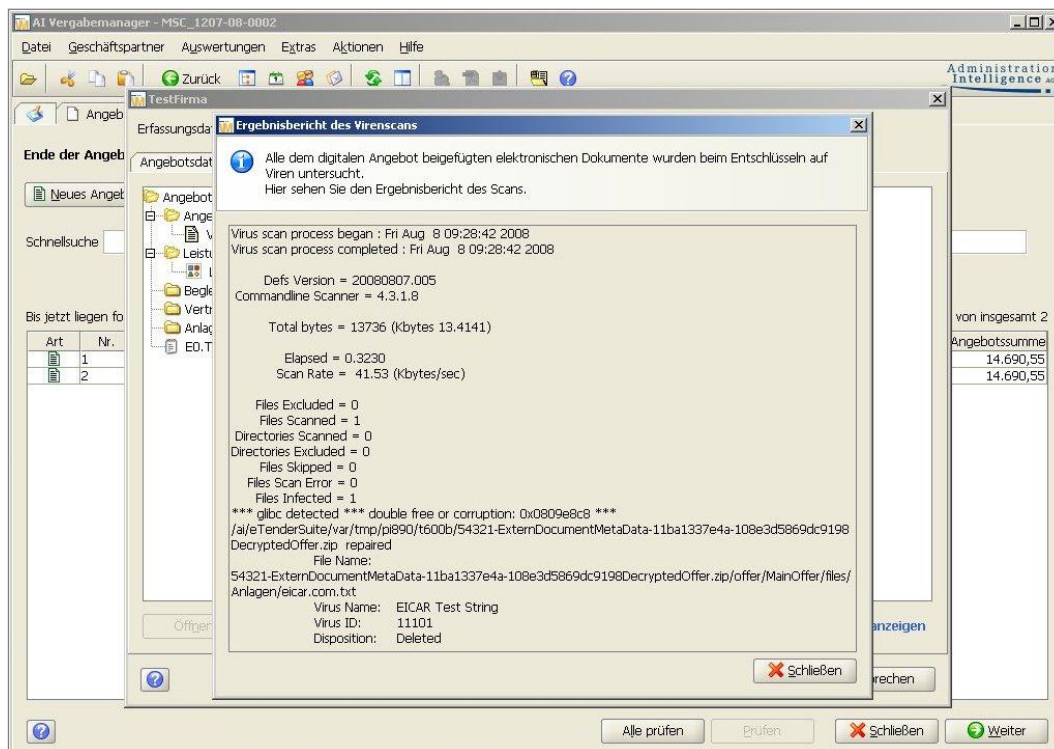 AI Vergabemanager - MSC_1207-08-0002
Datei Geschäftspartner Auswertungen Extras Aktionen Hilfe
Zurück
Administration
Intelligence AG
TestFirma
Ergebnisbericht des Virenscans
Alle dem digitalen Angebot beigefügten elektronischen Dokumente wurden beim Entschlüsseln auf
Viren untersucht.
Hier sehen Sie den Ergebnisbericht des Scans.
Angeb
Ende der Angeb
Neues Angeb
Schnellsuche
Bis jetzt liegen fo
von insgesamt 2
Art Nr. Angebotssumme
1 14.690,55
2 14.690,55
Erfassungsda
Angebotsdat
Angebot
Ange
V
Leistu
L
Begle
Vertr
Anlag
E0.T
Virus scan process began : Fri Aug 8 09:28:42 2008
Virus scan process completed : Fri Aug 8 09:28:42 2008
Defs Version = 20080807.005
Commandline Scanner = 4.3.1.8
Total bytes = 13736 (Kbytes 13.4141)
Elapsed = 0.3230
Scan Rate = 41.53 (Kbytes/sec)
Files Excluded = 0
Files Scanned = 1
Directories Scanned = 0
Directories Excluded = 0
Files Skipped = 0
Files Scan Error = 0
Files Infected = 1
*** glibc detected *** double free or corruption: 0x0809e8c8 ***
/ai/eTenderSuite/var/tmp/pi890/t600b/54321-ExternDocumentMetaData-11ba1337e4a-108e3d5869dc9198
DecryptedOffer.zip repaired
File Name:
54321-ExternDocumentMetaData-11ba1337e4a-108e3d5869dc9198DecryptedOffer.zip/offer/MainOffer/files/
Anlagen/eicar.com.txt
Virus Name: EICAR Test String
Virus ID: 11101
Disposition: Deleted
Öffnen
anzeigen
Schließen
rechen
Alle prüfen Prüfen Schließen Weiter